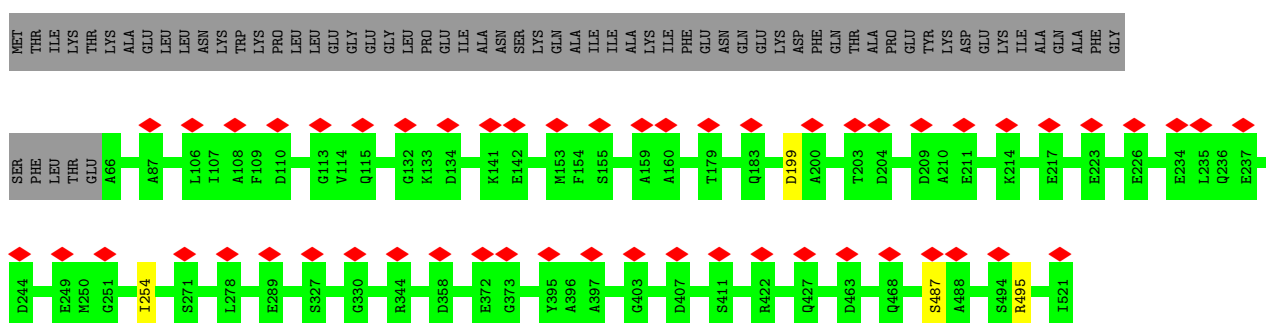 MET THR ILE LYS THR LYS ALA GLU LEU LEU ASN LYS TRP LYS PRO LEU LEU GLU GLY GLU GLY LEU PRO GLU ILE ALA ASN SER LYS GLN ALA ILE ILE ALA LYS ILE PHE GLU ASN GLN GLU LYS ASP PHE GLN THR ALA PRO GLU TYR LYS ASP GLU LYS ILE ALA GLN ALA PHE GLY
SER PHE LEU THR GLU A66 A87 L106 I107 A108 F109 D110 G113 V114 Q115 G132 K133 D134 K141 E142 M153 F154 S155 A159 A160 T179 Q183 D199 A200 T203 D204 D209 A210 E211 K214 E217 E223 E226 E234 L235 Q236 E237
D244 E249 M250 G251 I254 S271 L278 E289 S327 G330 R344 D358 E372 G373 Y395 A396 A397 G403 D407 S411 R422 Q427 D463 Q468 S487 A488 S494 R495 I521